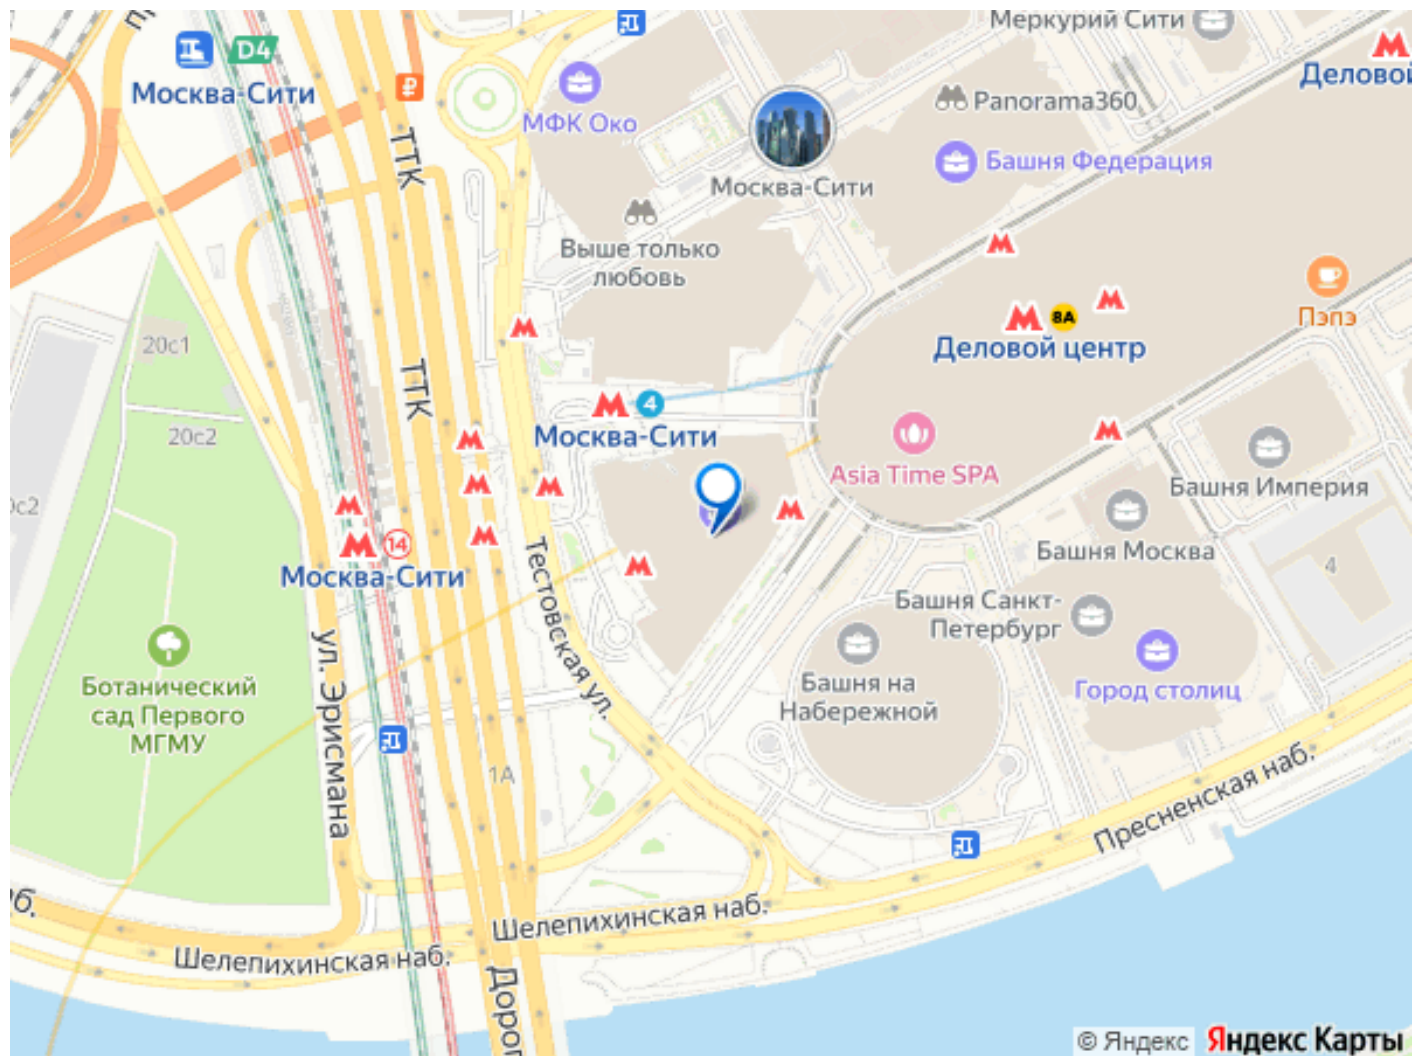 Меркурий Сити
D4
Москва-Сити
Деловой
₽
Panorama360
МФК Око
ТТК
Башня Федерация
Москва-Сити
Выше только
любовь
Пэпэ
8А
Деловой центр
20с1
ТТК
4
Москва-Сити
20с2
Asia Time SPA
Башня Империя
Башня Москва
14
Москва-Сити
4
Башня Санкт-
Петербург
Тестовская ул.
Ботанический
сад Первого
МГМУ
ул. Эрисмана
Башня на
Набережной
Город столиц
1А
Пресненская наб.
Шелепихинская наб.
Шелепихинская наб.
© Яндекс
Яндекс Карты